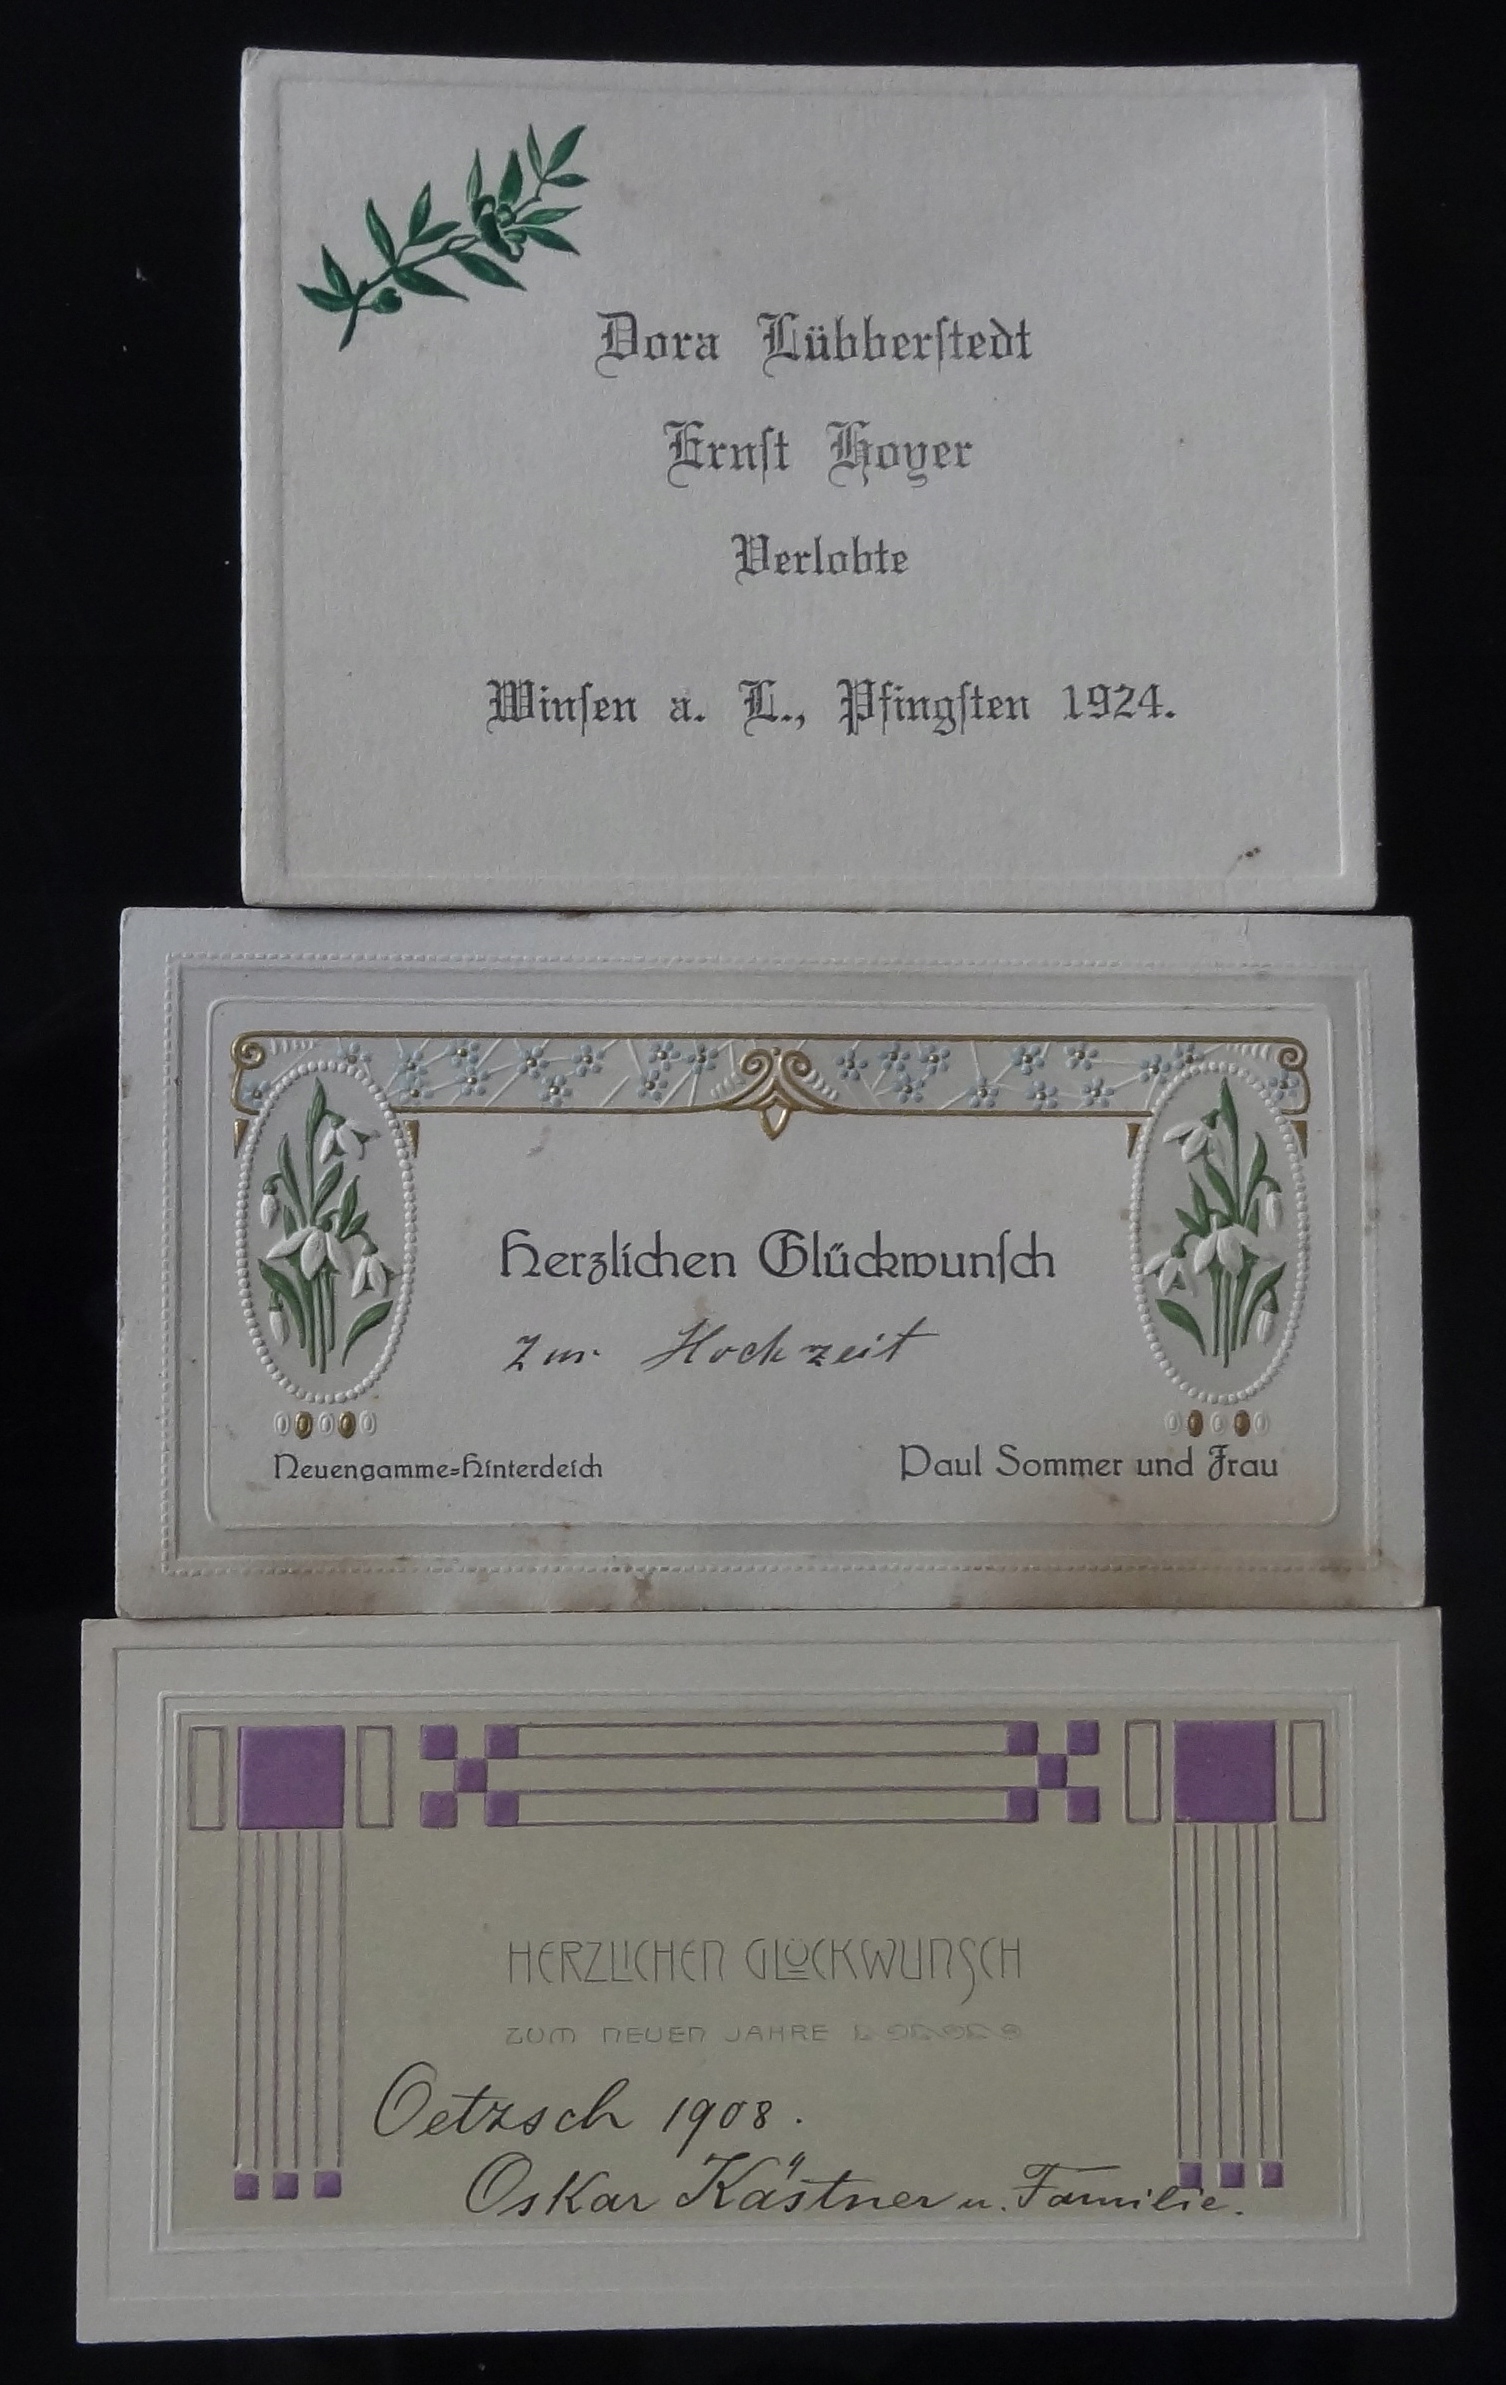 Dora Lübberſtedt
Ernſt Hoyer
Verlobte
Winſen a. L., Pfingſten 1924.
Herzlichen Glückwunſch
zur Hochzeit
Neuengamme=Hinterdeich
Paul Sommer und Frau
HERZLICHEN GLÜCKWUNSCH
ZUM NEUEN JAHRE
Oetzsch 1908.
Oskar Kästner u. Familie.